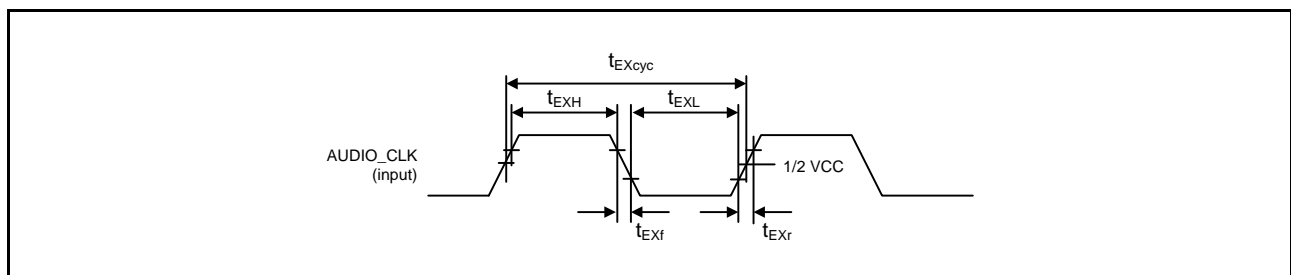 tEXcyc
tEXH
tEXL
AUDIO_CLK
(input)
1/2 VCC
tEXf
tEXr